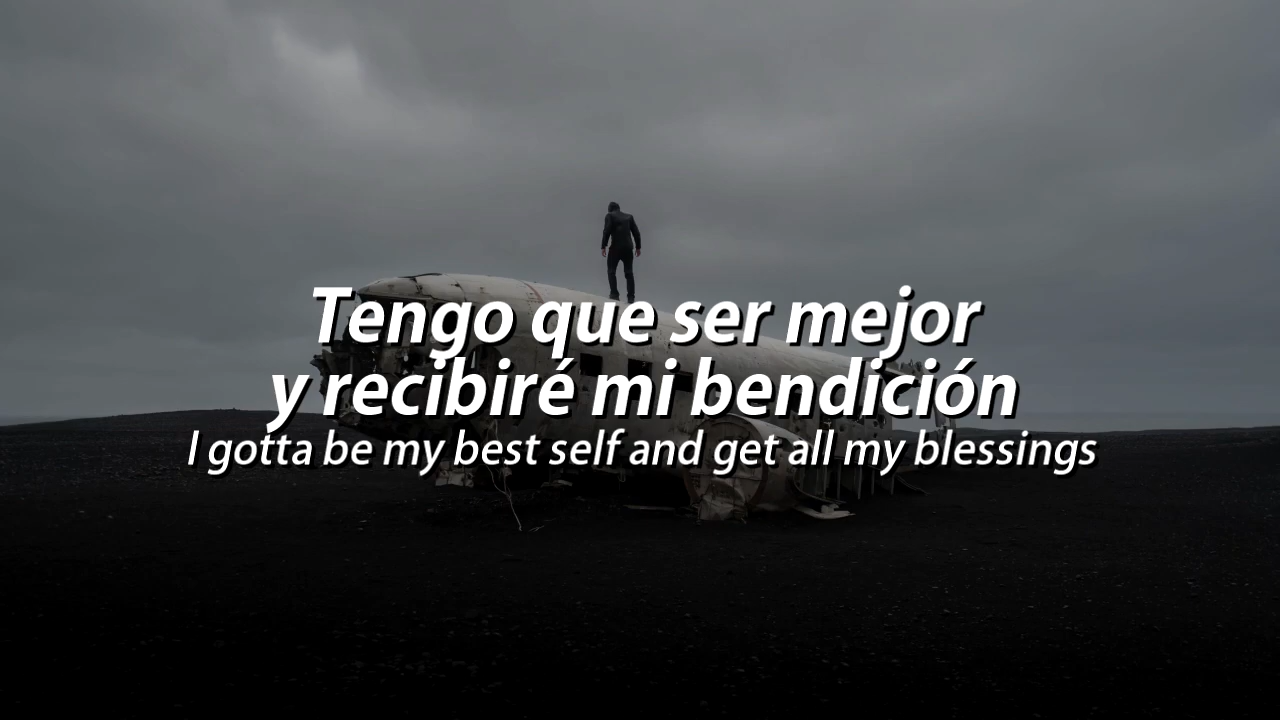 Tengo que ser mejor
y recibiré mi bendición
I gotta be my best self and get all my blessings